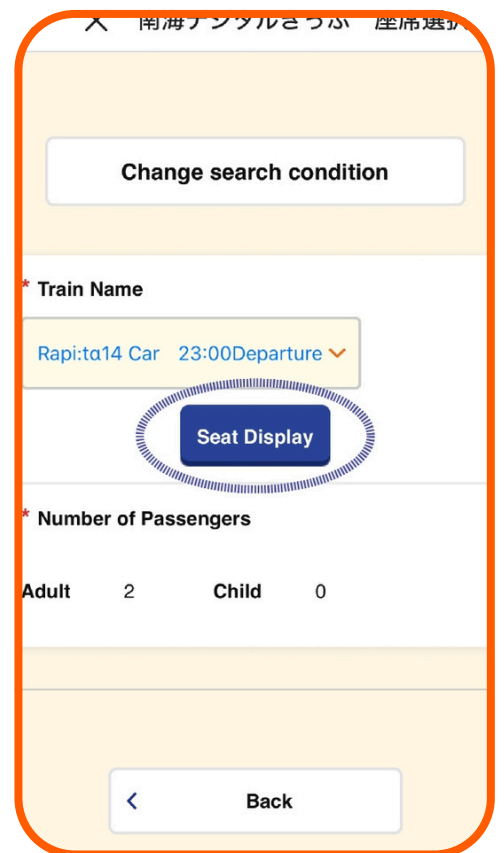 × 南海デジタルきっぷ 座席選択
Change search condition
* Train Name
Rapi:tα14 Car 23:00Departure
Seat Display
* Number of Passengers
Adult 2 Child 0
Back